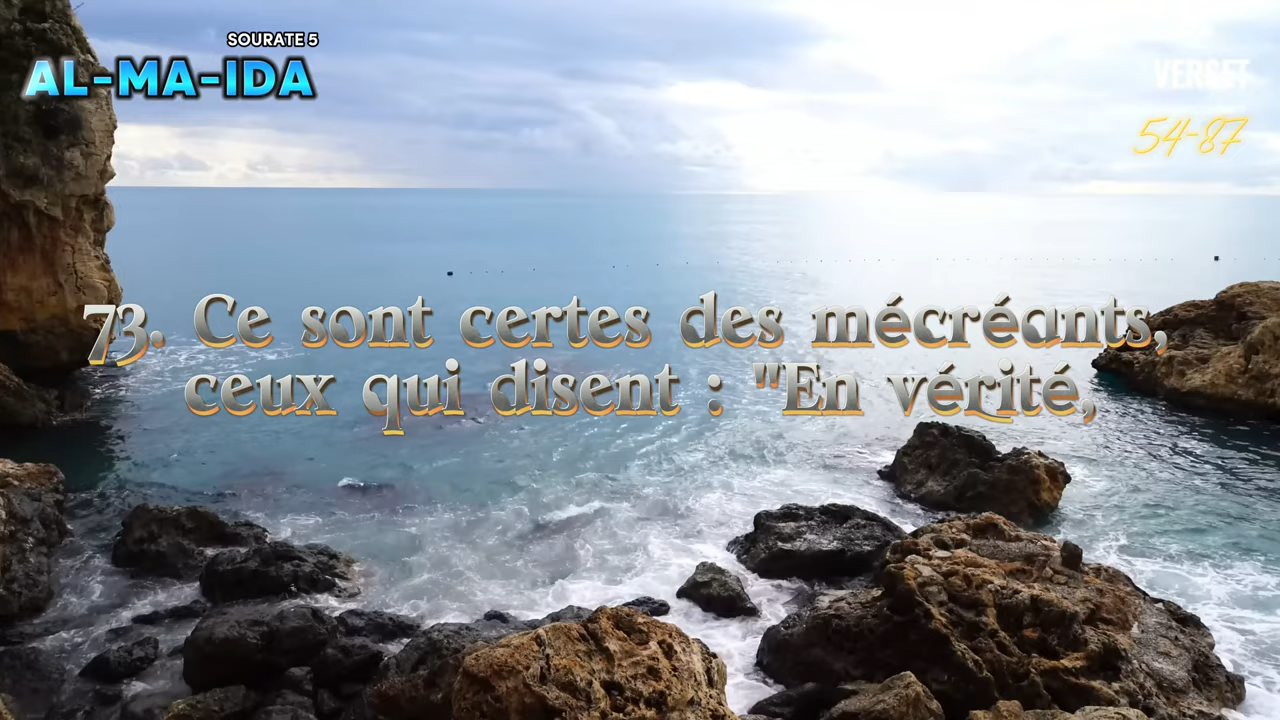 SOURATE 5
AL-MA-IDA
VERSET
54-87
73. Ce sont certes des mécréants,
ceux qui disent : "En vérité,